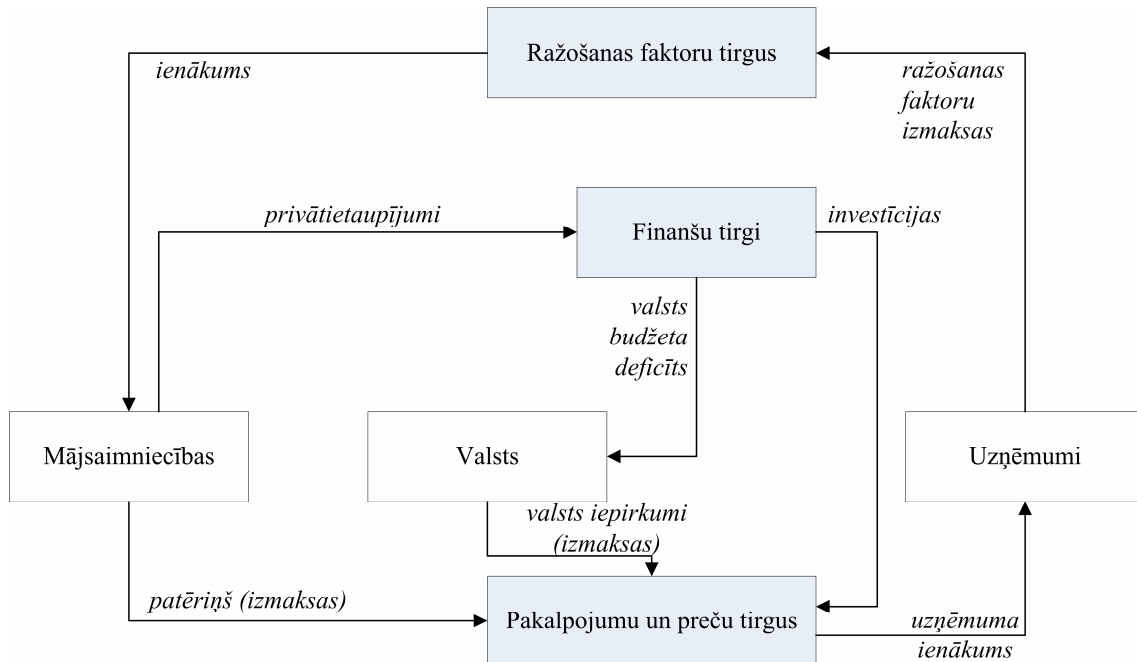 Ražošanas faktoru tirgus
ienākums
ražošanas
faktoru
izmaksas
privātietaupījumi
Finanšu tirgi
investīcijas
valsts
budžeta
deficīts
Mājsaimniecības
Valsts
Uzņēmumi
valsts iepirkumi
(izmaksas)
patēriņš (izmaksas)
Pakalpojumu un preču tirgus
uzņēmuma
ienākums